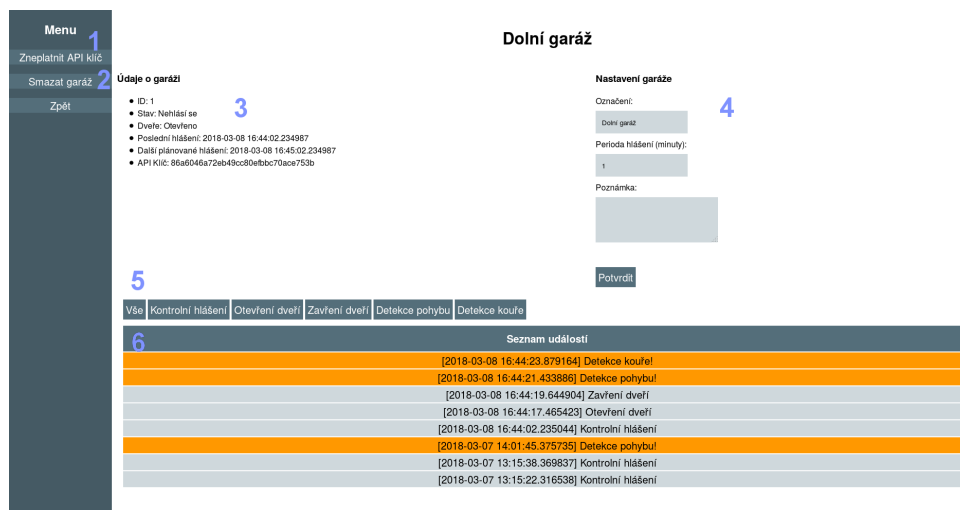 Menu
1
Zneplatnit API klíč
2
Smazat garáž
Zpět
Dolní garáž
Údaje o garáži
3
ID: 1
Stav: Nehlásí se
Dveře: Otevřeno
Poslední hlášení: 2018-03-08 16:44:02.234987
Další plánované hlášení: 2018-03-08 16:45:02.234987
API Klíč: 86a6046a72eb49cc80efbbc70ace753b
Nastavení garáže
4
Označení:
Dolní garáž
Perioda hlášení (minuty):
1
Poznámka:
Potvrdit
5
Vše Kontrolní hlášení Otevření dveří Zavření dveří Detekce pohybu Detekce kouře
6
Seznam událostí
[2018-03-08 16:44:23.879164] Detekce kouře!
[2018-03-08 16:44:21.433886] Detekce pohybu!
[2018-03-08 16:44:19.644904] Zavření dveří
[2018-03-08 16:44:17.465423] Otevření dveří
[2018-03-08 16:44:02.235044] Kontrolní hlášení
[2018-03-07 14:01:45.375735] Detekce pohybu!
[2018-03-07 13:15:38.369837] Kontrolní hlášení
[2018-03-07 13:15:22.316538] Kontrolní hlášení